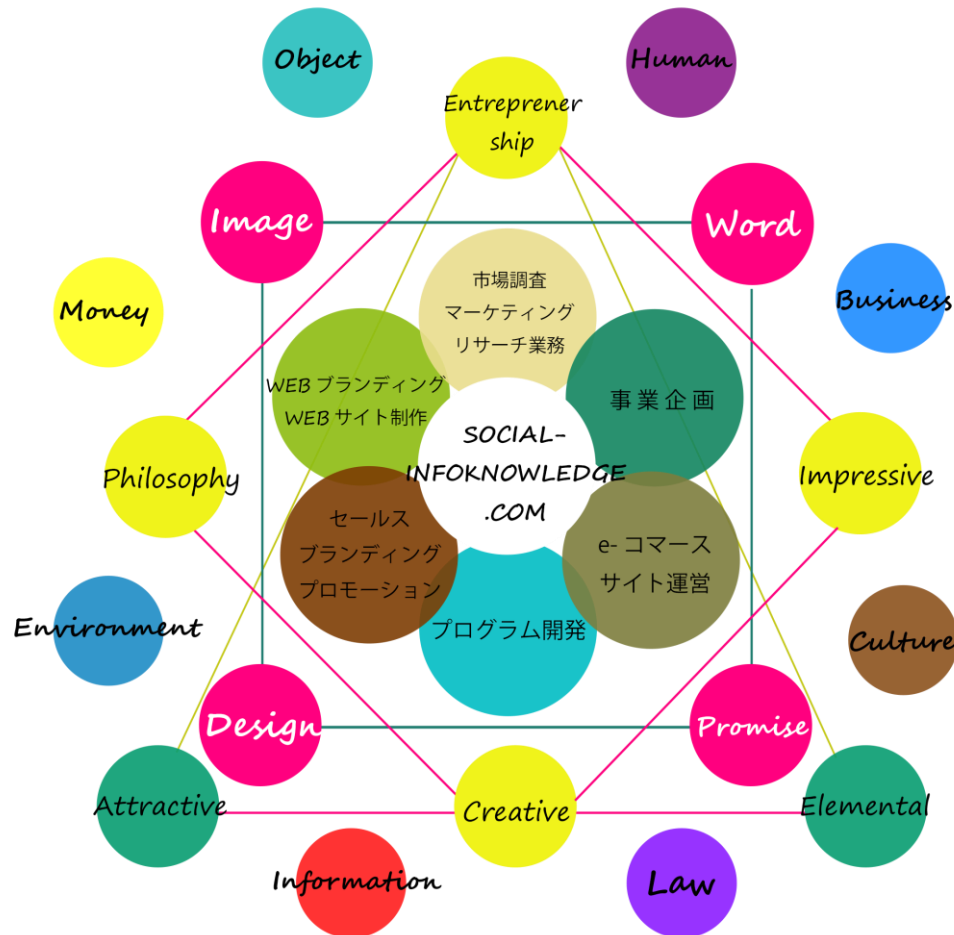 Object
Human
Entreprener
ship
Image
Word
Money
Business
市場調査
マーケティング
リサーチ業務
WEB ブランディング
WEB サイト制作
事業企画
SOCIAL-
INFOKNOWLEDGE
.COM
Philosophy
Impressive
セールス
ブランディング
プロモーション
e- コマース
サイト運営
プログラム開発
Environment
Culture
Design
Promise
Attractive
Creative
Elemental
Information
Law